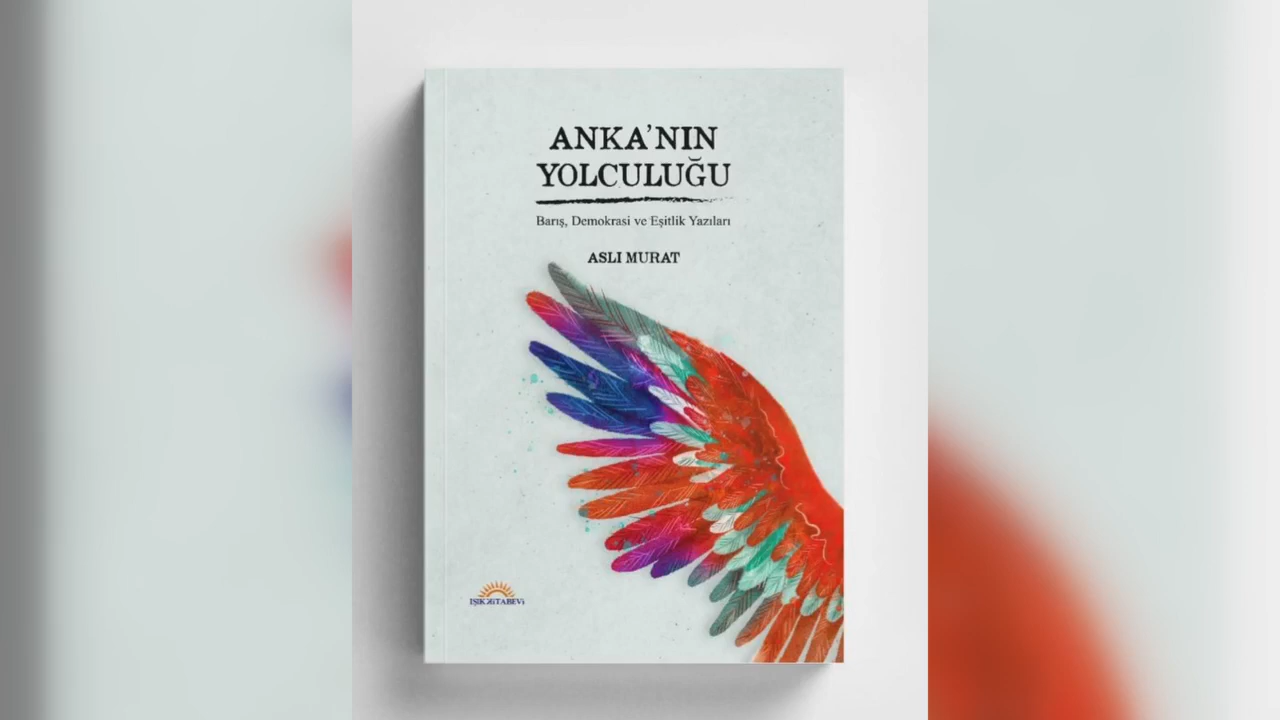 ANKA’NIN
YOLCULUĞU
Barış, Demokrasi ve Eşitlik Yazıları
ASLI MURAT
IŞIK KİTABEVİ